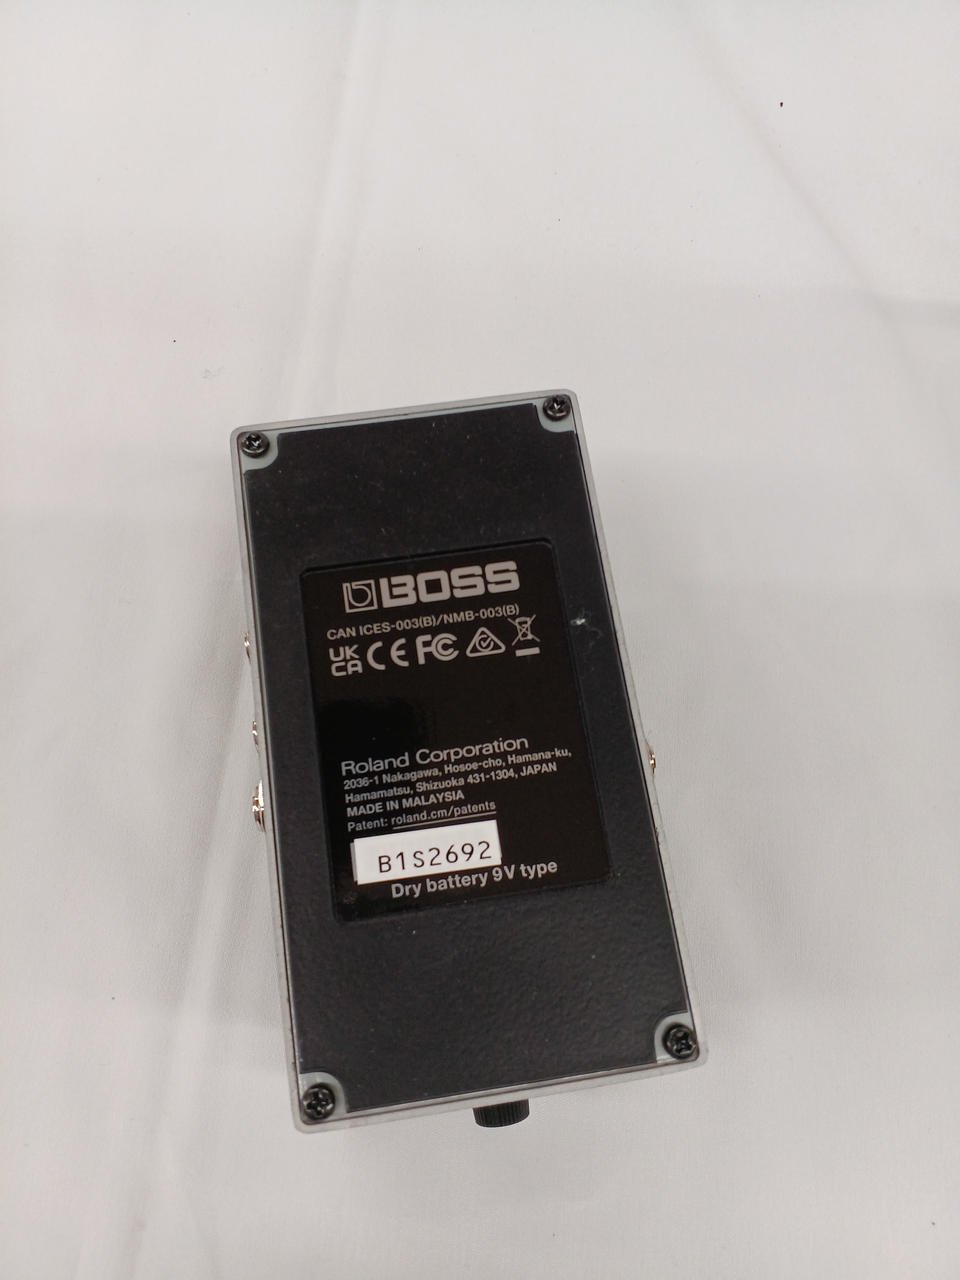 BOSS
CAN ICES-003(B)/NMB-003(B)
UK CA CE FC
Roland Corporation
2036-1 Nakagawa, Hosoe-cho, Hamana-ku,
Hamamatsu, Shizuoka 431-1304, JAPAN
MADE IN MALAYSIA
Patent: roland.cm/patents
B1S2692
Dry battery 9V type